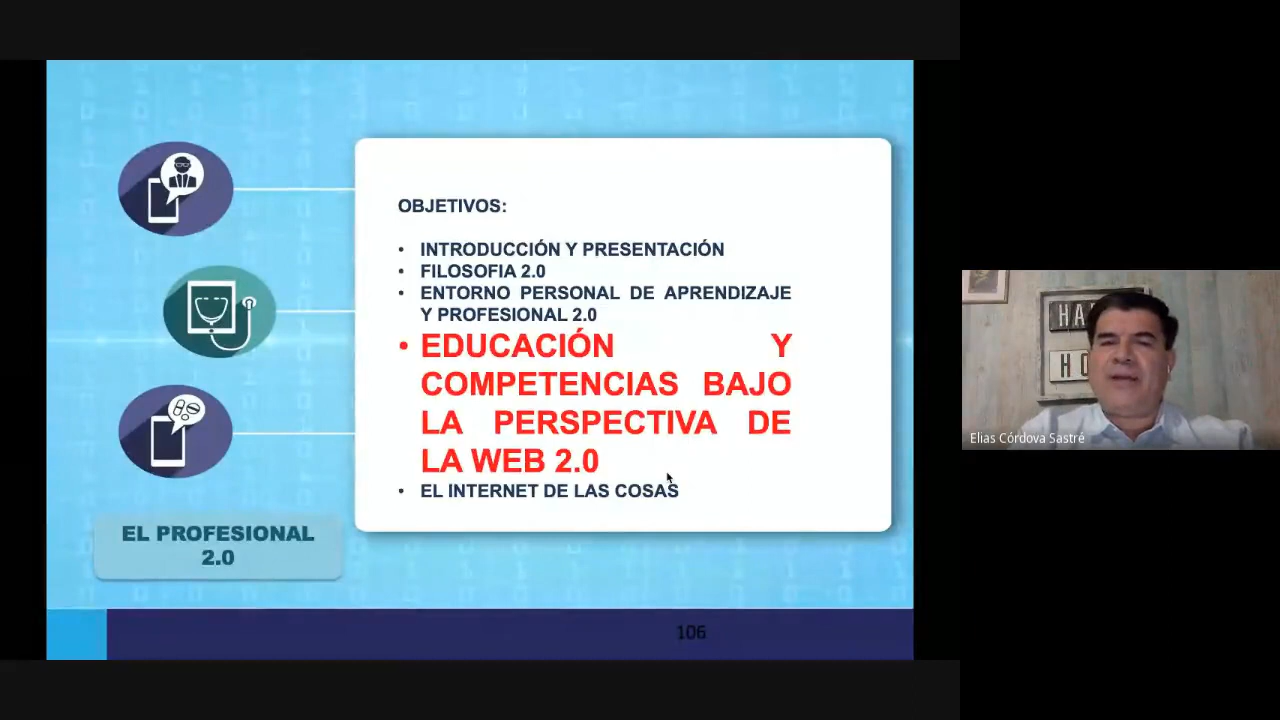 OBJETIVOS:
• INTRODUCCIÓN Y PRESENTACIÓN
• FILOSOFIA 2.0
• ENTORNO PERSONAL DE APRENDIZAJE
Y PROFESIONAL 2.0
• EDUCACIÓN Y
COMPETENCIAS BAJO
LA PERSPECTIVA DE
LA WEB 2.0
• EL INTERNET DE LAS COSAS
EL PROFESIONAL
2.0
106
Elias Córdova Sastré